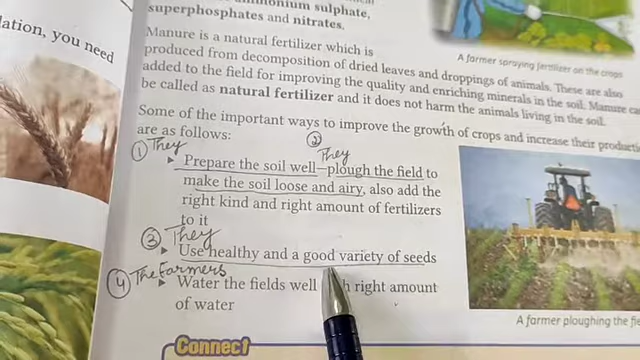 ammonium sulphate,
superphosphates and nitrates.
lation, you need
Manure is a natural fertilizer which is
produced from decomposition of dried leaves and droppings of animals. These are also
added to the field for improving the quality and enriching minerals in the soil. Manure can
be called as natural fertilizer and it does not harm the animals living in the soil.
A farmer spraying fertilizer on the crops
Some of the important ways to improve the growth of crops and increase their producti
are as follows:
① They
② They
▸ Prepare the soil well—plough the field to
make the soil loose and airy, also add the
right kind and right amount of fertilizers
to it
③ They
▸ Use healthy and a good variety of seeds
④ The Farmers
▸ Water the fields well h right amount
of water
A farmer ploughing the fie
Connect